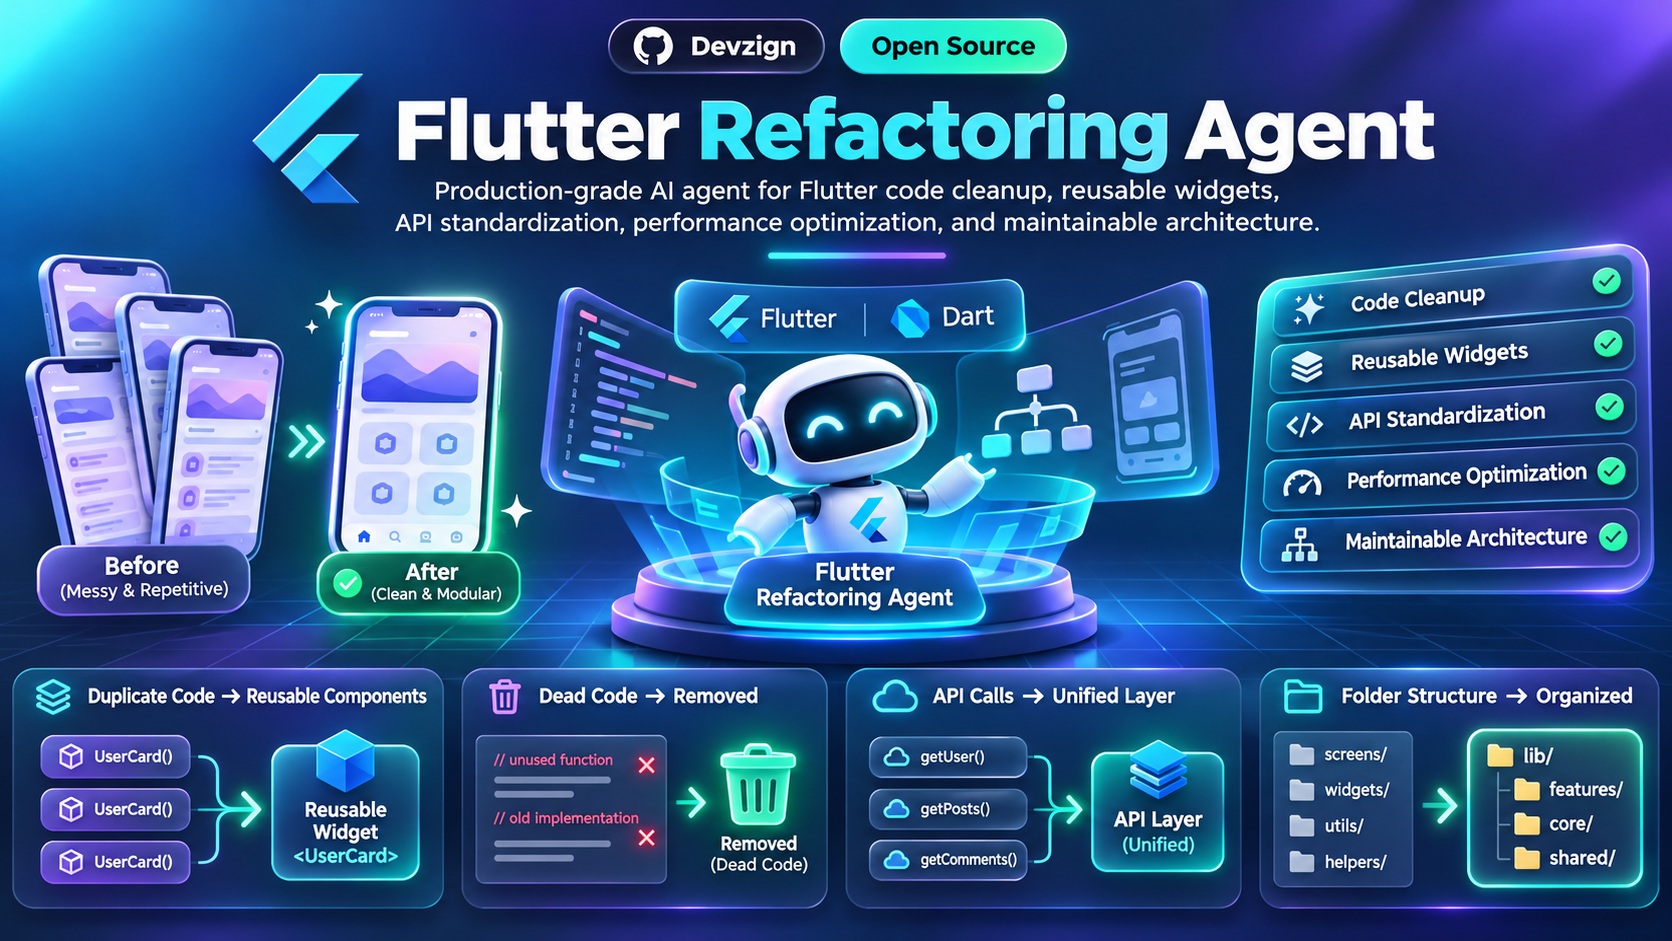 Devzign
Open Source
Flutter Refactoring Agent
Production-grade AI agent for Flutter code cleanup, reusable widgets,
API standardization, performance optimization, and maintainable architecture.
Before
(Messy & Repetitive)
After
(Clean & Modular)
Flutter
Dart
Flutter
Refactoring Agent
Code Cleanup
Reusable Widgets
</> API Standardization
Performance Optimization
Maintainable Architecture
Duplicate Code → Reusable Components
UserCard()
UserCard()
UserCard()
Reusable
Widget
<UserCard>
Dead Code → Removed
// unused function
// old implementation
Removed
(Dead Code)
API Calls → Unified Layer
getUser()
getPosts()
getComments()
API Layer
(Unified)
Folder Structure → Organized
screens/
widgets/
utils/
helpers/
lib/
features/
core/
shared/